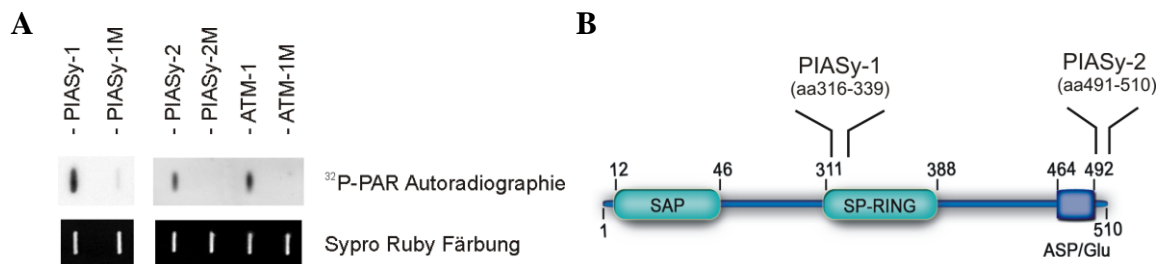 A
- PIASy-1
- PIASy-1M
- PIASy-2
- PIASy-2M
- ATM-1
- ATM-1M
32P-PAR Autoradiographie
Sypro Ruby Färbung
B
PIASy-1
(aa316-339)
PIASy-2
(aa491-510)
12 46 311 388 464 492
SAP SP-RING
1 510
ASP/Glu